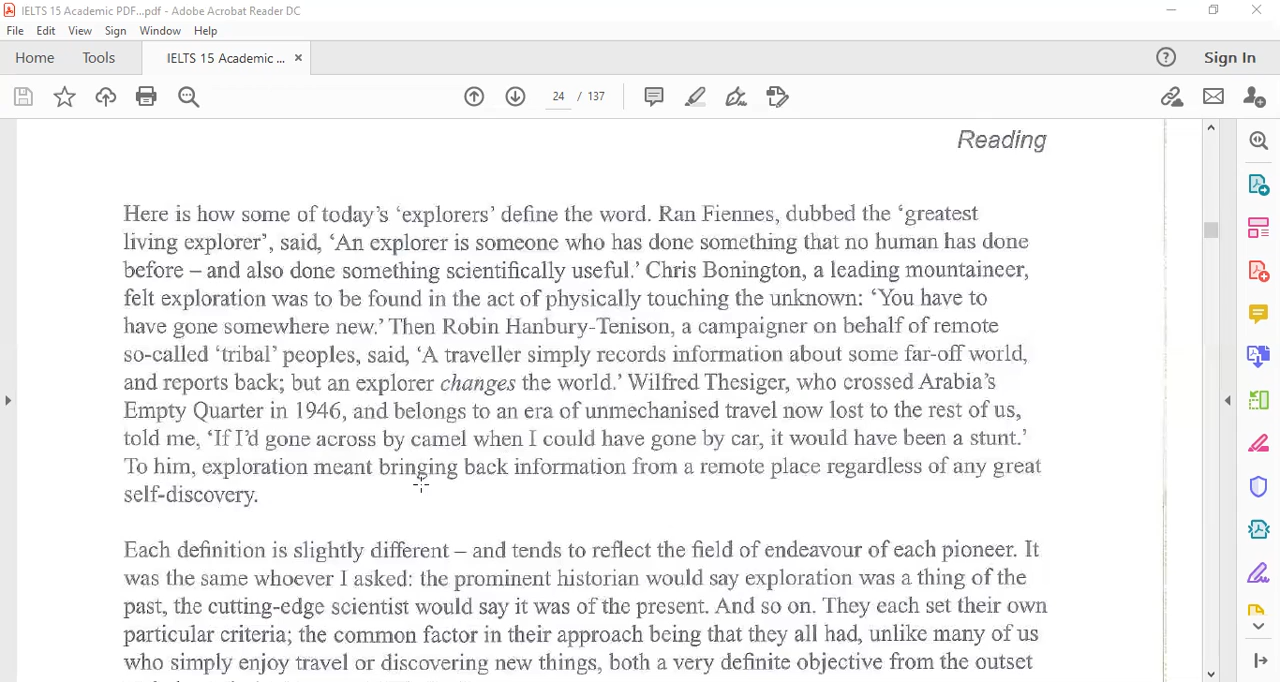 IELTS 15 Academic PDF...pdf - Adobe Acrobat Reader DC
File Edit View Sign Window Help
Home Tools IELTS 15 Academic ... × Sign In
24 / 137
Reading
Here is how some of today's 'explorers' define the word. Ran Fiennes, dubbed the 'greatest
living explorer', said, 'An explorer is someone who has done something that no human has done
before – and also done something scientifically useful.' Chris Bonington, a leading mountaineer,
felt exploration was to be found in the act of physically touching the unknown: 'You have to
have gone somewhere new.' Then Robin Hanbury-Tenison, a campaigner on behalf of remote
so-called 'tribal' peoples, said, 'A traveller simply records information about some far-off world,
and reports back; but an explorer changes the world.' Wilfred Thesiger, who crossed Arabia's
Empty Quarter in 1946, and belongs to an era of unmechanised travel now lost to the rest of us,
told me, 'If I'd gone across by camel when I could have gone by car, it would have been a stunt.'
To him, exploration meant bringing back information from a remote place regardless of any great
self-discovery.
Each definition is slightly different – and tends to reflect the field of endeavour of each pioneer. It
was the same whoever I asked: the prominent historian would say exploration was a thing of the
past, the cutting-edge scientist would say it was of the present. And so on. They each set their own
particular criteria; the common factor in their approach being that they all had, unlike many of us
who simply enjoy travel or discovering new things, both a very definite objective from the outset